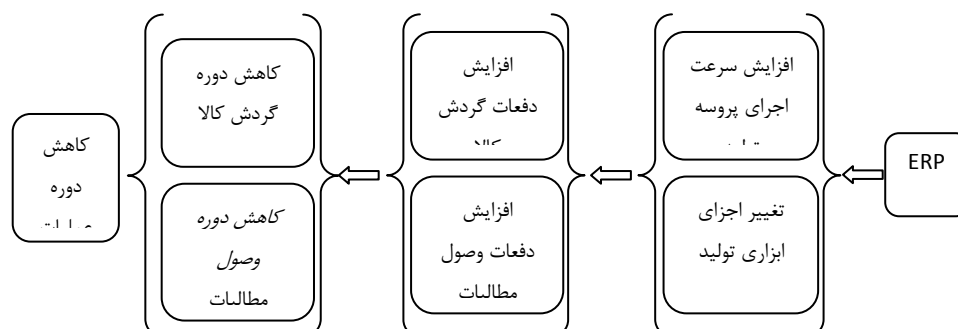 ERP
افزایش سرعت
اجرای پروسه
تغییر اجزای
ابزاری تولید
افزایش
دفعات گردش
افزایش
دفعات وصول
مطالبات
کاهش دوره
گردش کالا
کاهش دوره
وصول
مطالبات
کاهش
دوره